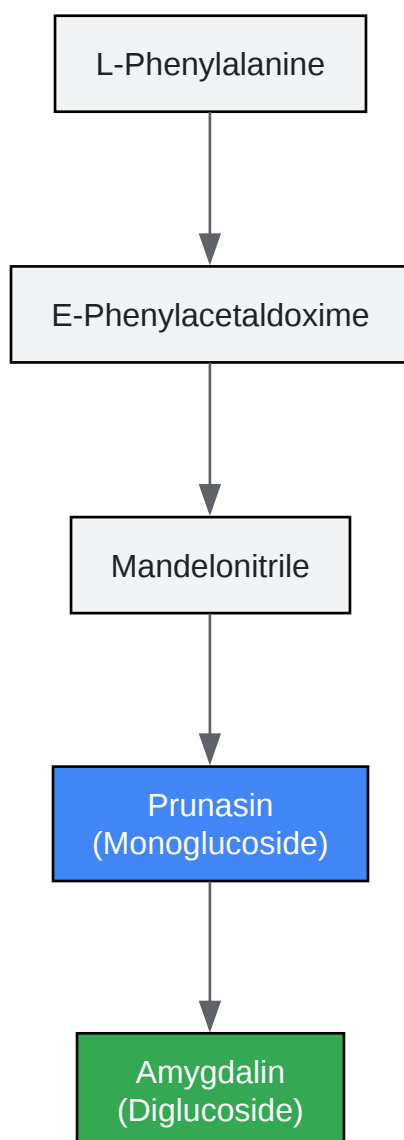 L-Phenylalanine
E-Phenylacetaldoxime
Mandelonitrile
Prunasin
(Monoglucoside)
Amygdalin
(Diglucoside)